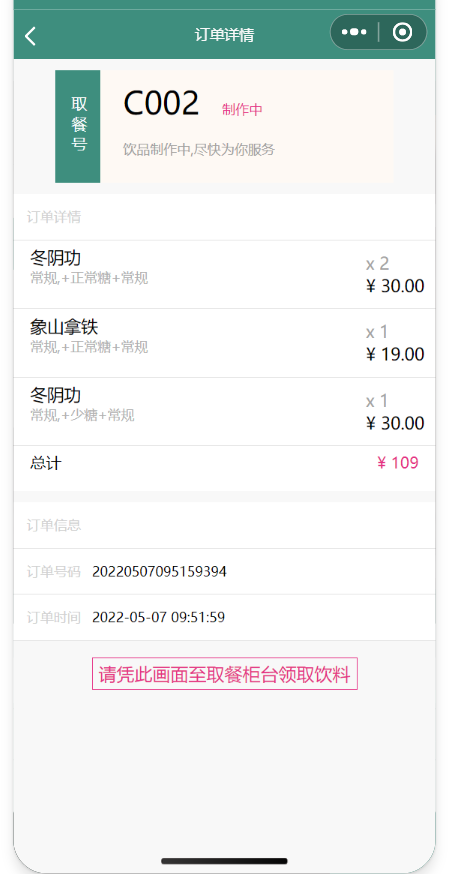 订单详情
取餐号
C002 制作中
饮品制作中,尽快为你服务
订单详情
冬阴功 x 2
常规,+正常糖+常规 ¥ 30.00
象山拿铁 x 1
常规,+正常糖+常规 ¥ 19.00
冬阴功 x 1
常规,+少糖+常规 ¥ 30.00
总计 ¥ 109
订单信息
订单号码 20220507095159394
订单时间 2022-05-07 09:51:59
请凭此画面至取餐柜台领取饮料